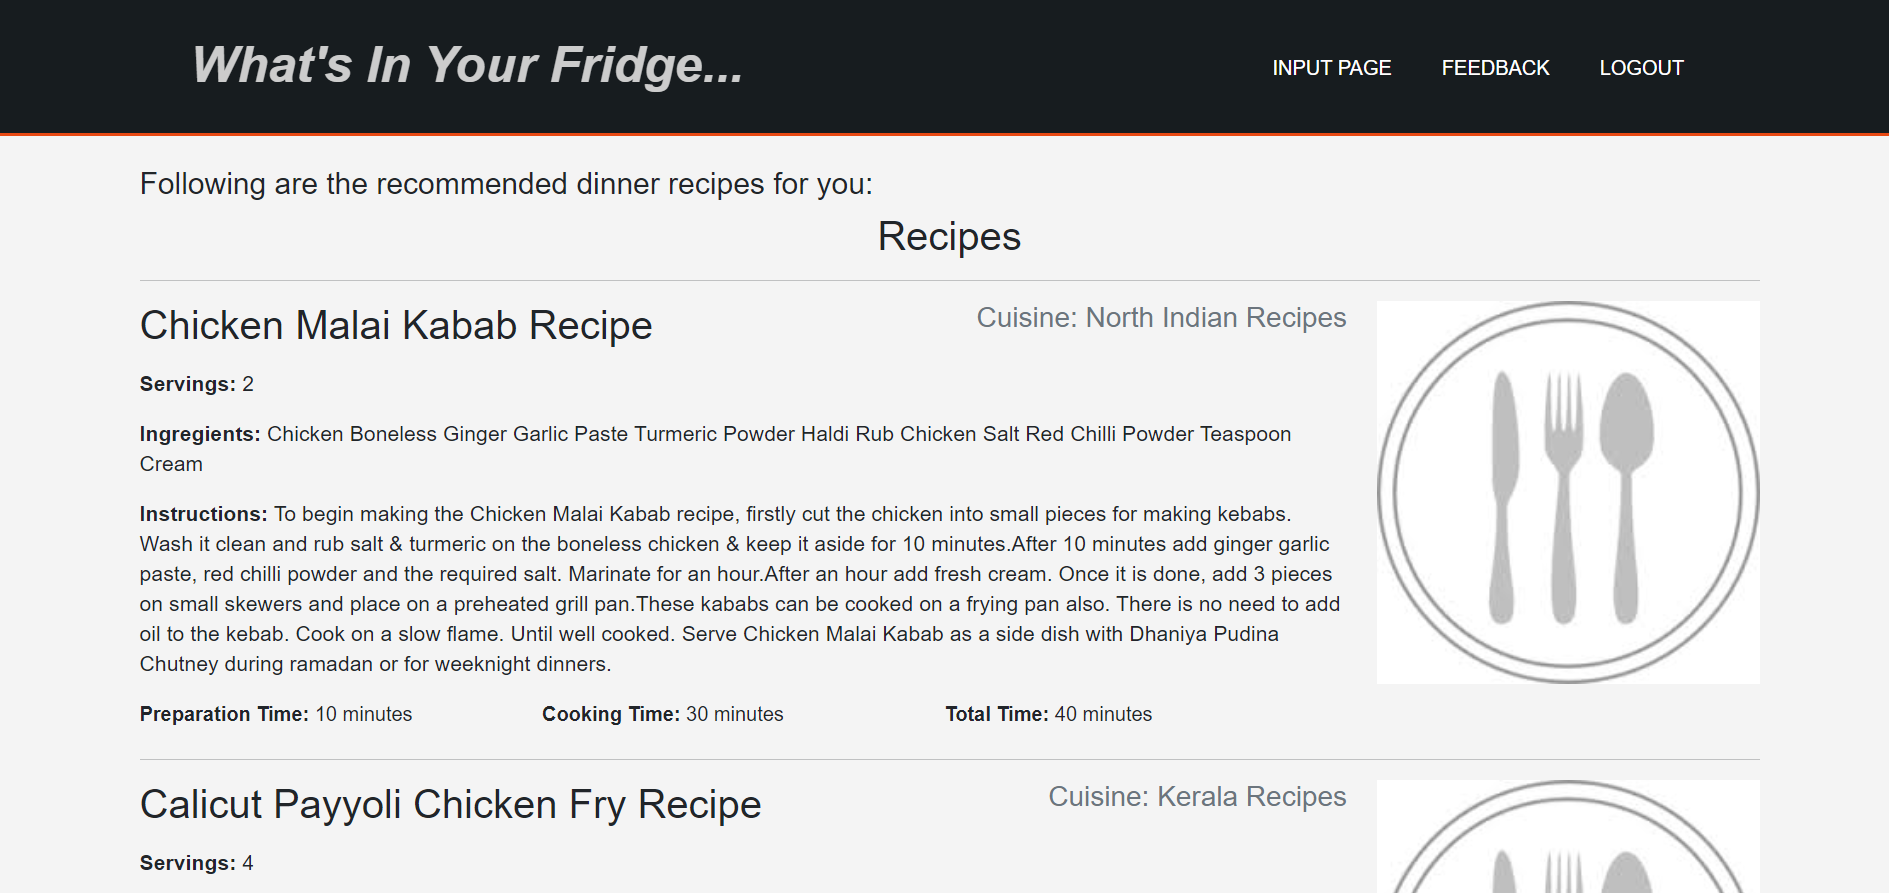 What's In Your Fridge...
INPUT PAGE FEEDBACK LOGOUT
Following are the recommended dinner recipes for you:
Recipes
Chicken Malai Kabab Recipe
Cuisine: North Indian Recipes
Servings: 2
Ingregients: Chicken Boneless Ginger Garlic Paste Turmeric Powder Haldi Rub Chicken Salt Red Chilli Powder Teaspoon
Cream
Instructions: To begin making the Chicken Malai Kabab recipe, firstly cut the chicken into small pieces for making kebabs.
Wash it clean and rub salt & turmeric on the boneless chicken & keep it aside for 10 minutes.After 10 minutes add ginger garlic
paste, red chilli powder and the required salt. Marinate for an hour.After an hour add fresh cream. Once it is done, add 3 pieces
on small skewers and place on a preheated grill pan.These kababs can be cooked on a frying pan also. There is no need to add
oil to the kebab. Cook on a slow flame. Until well cooked. Serve Chicken Malai Kabab as a side dish with Dhaniya Pudina
Chutney during ramadan or for weeknight dinners.
Preparation Time: 10 minutes Cooking Time: 30 minutes Total Time: 40 minutes
Calicut Payyoli Chicken Fry Recipe
Cuisine: Kerala Recipes
Servings: 4